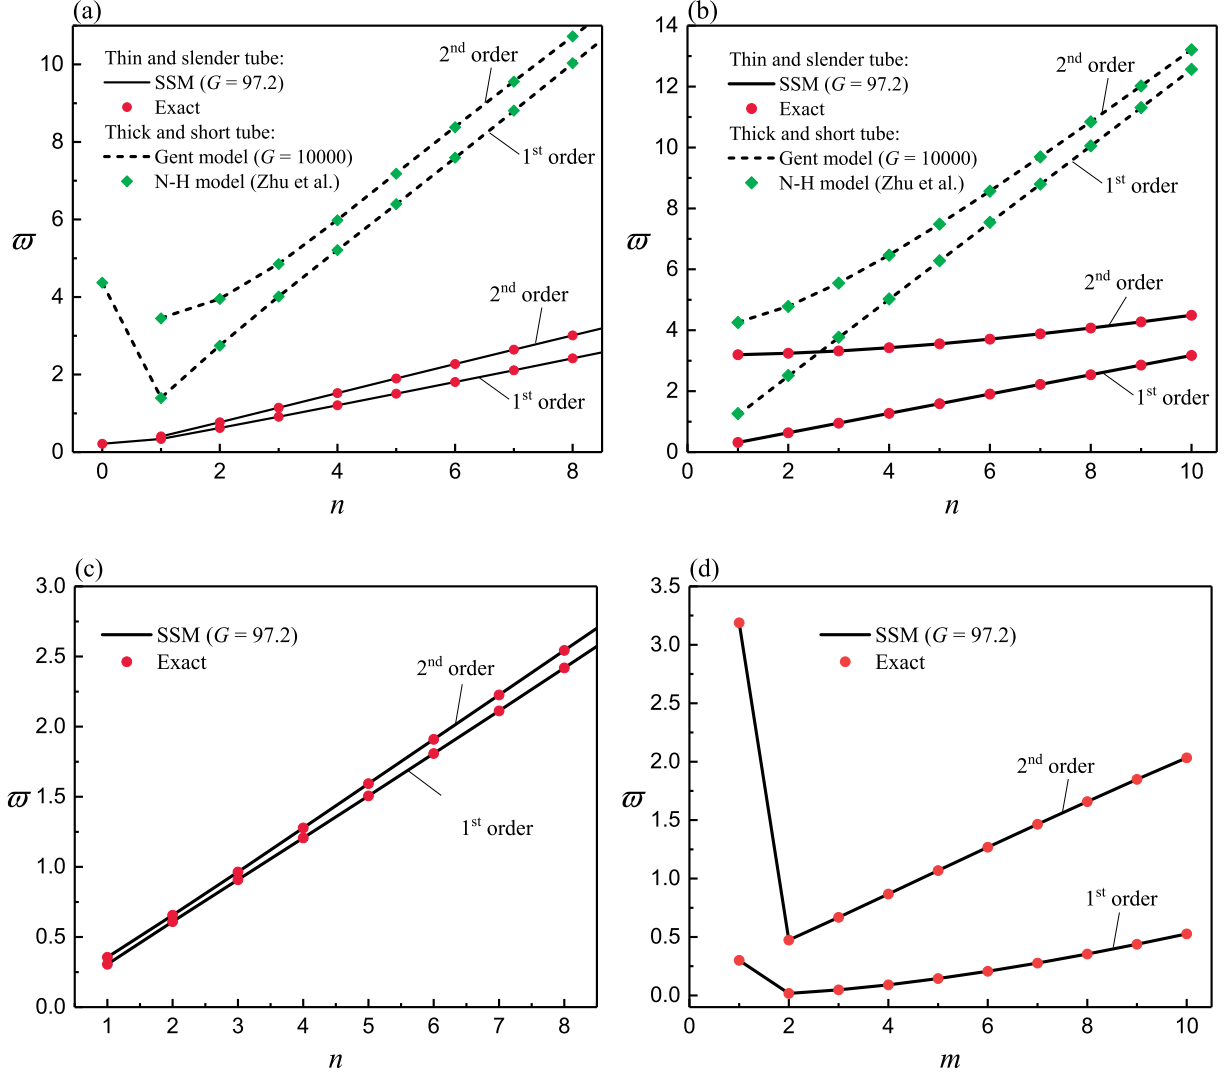 (a)
10
8
6
4
2
0
ϖ
Thin and slender tube:
SSM (G = 97.2)
Exact
Thick and short tube:
Gent model (G = 10000)
N-H model (Zhu et al.)
2nd order
1st order
2nd order
1st order
0 2 4 6 8
n
(b)
14
12
10
8
6
4
2
0
ϖ
Thin and slender tube:
SSM (G = 97.2)
Exact
Thick and short tube:
Gent model (G = 10000)
N-H model (Zhu et al.)
2nd order
1st order
2nd order
1st order
0 2 4 6 8 10
n
(c)
3.0
2.5
2.0
1.5
1.0
0.5
0.0
ϖ
SSM (G = 97.2)
Exact
2nd order
1st order
1 2 3 4 5 6 7 8
n
(d)
3.5
3.0
2.5
2.0
1.5
1.0
0.5
0.0
ϖ
SSM (G = 97.2)
Exact
2nd order
1st order
0 2 4 6 8 10
m